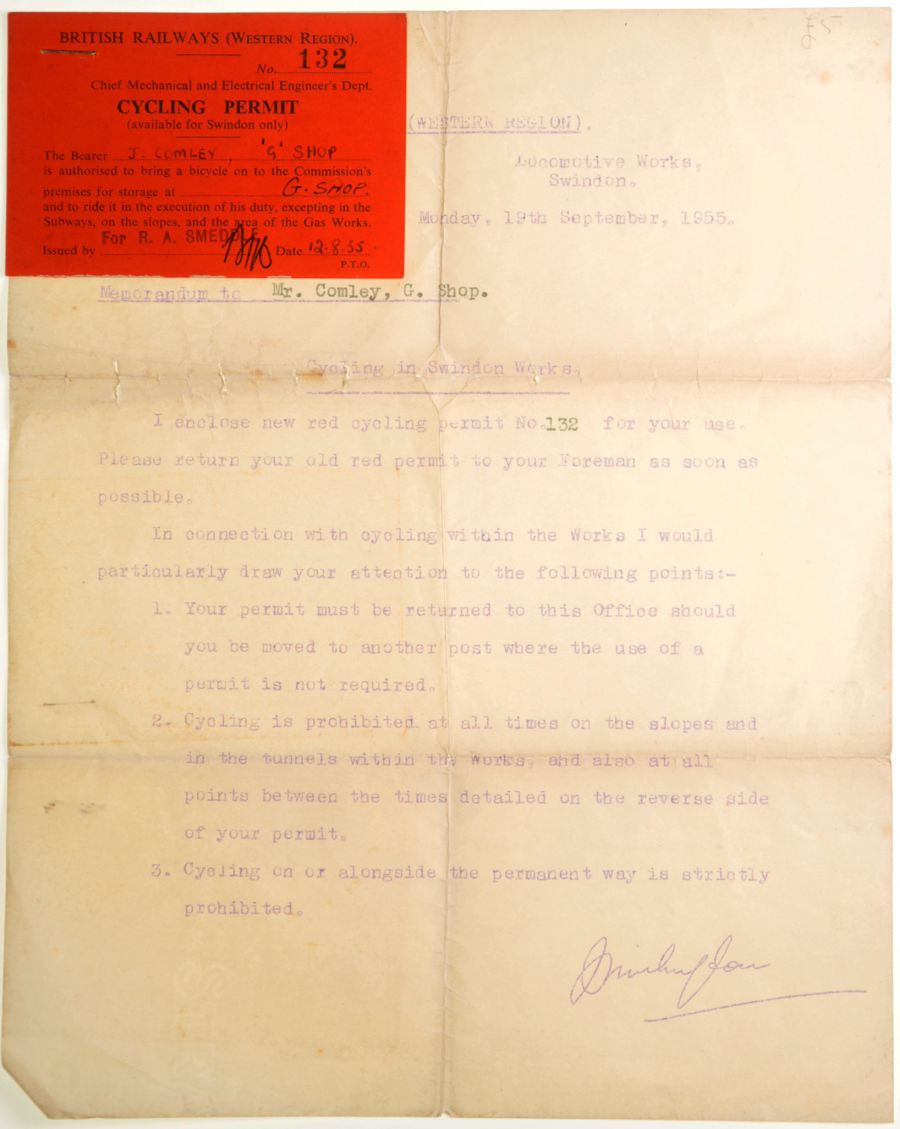 BRITISH RAILWAYS (WESTERN REGION).
No. 132
Chief Mechanical and Electrical Engineer's Dept.
CYCLING PERMIT
(available for Swindon only)
The Bearer J. COMLEY, 'G' SHOP
is authorised to bring a bicycle on to the Commission's
premises for storage at G. SHOP.
and to ride it in the execution of his duty, excepting in the
Subways, on the slopes, and the area of the Gas Works.
For R. A. SMEDDLE
Issued by Date 12.8.55.
P.T.O.
£5
(WESTERN REGION).
Locomotive Works,
Swindon.
Monday, 19th September, 1955.
Memorandum to Mr. Comley, G. Shop.
Cycling in Swindon Works.
I enclose new red cycling permit No.132 for your use.
Please return your old red permit to your Foreman as soon as
possible.
In connection with cycling within the Works I would
particularly draw your attention to the following points:-
1. Your permit must be returned to this Office should
you be moved to another post where the use of a
permit is not required.
2. Cycling is prohibited at all times on the slopes and
in the tunnels within the Works, and also at all
points between the times detailed on the reverse side
of your permit.
3. Cycling on or alongside the permanent way is strictly
prohibited.